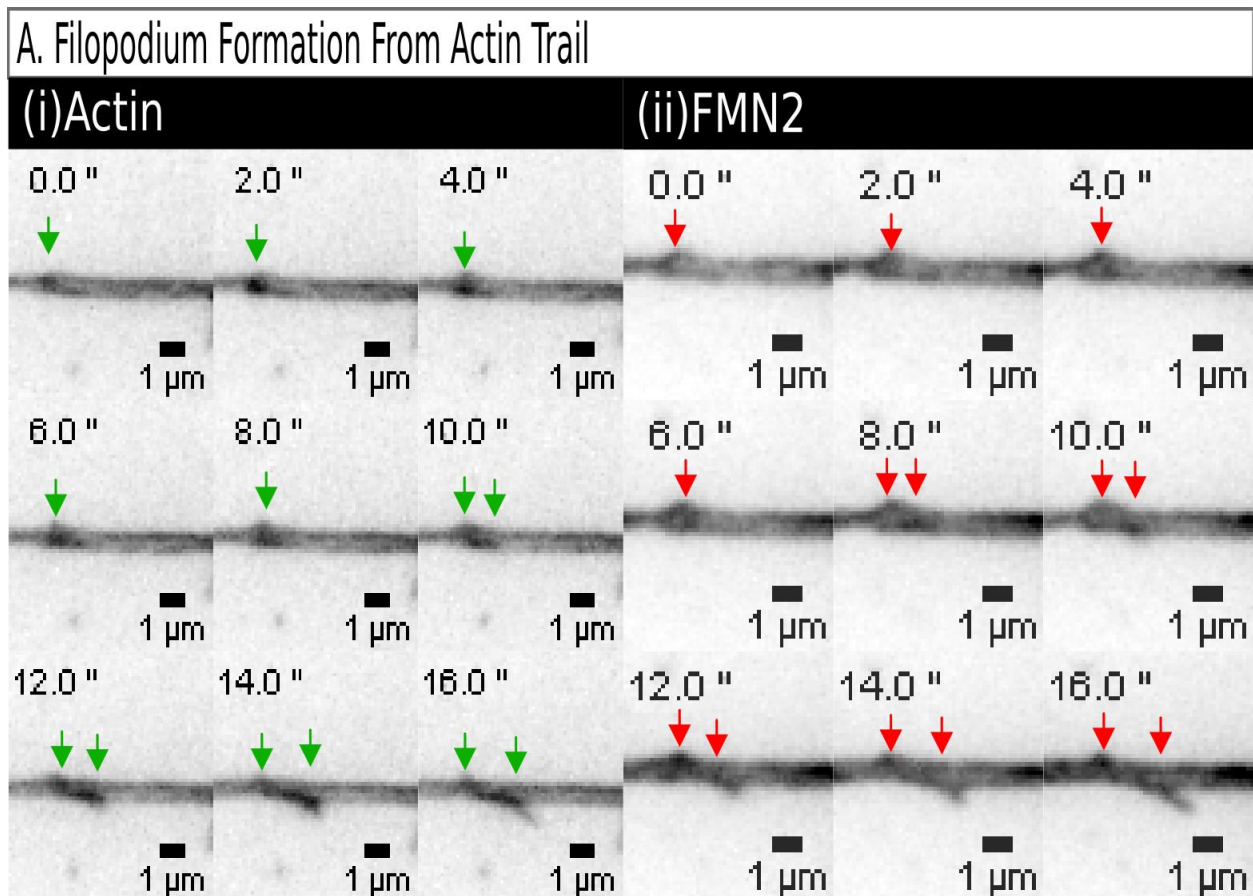 A. Filopodium Formation From Actin Trail
(i)Actin
(ii)FMN2
0.0 "
2.0 "
4.0 "
0.0 "
2.0 "
4.0 "
1 µm
1 µm
1 µm
1 µm
1 µm
1 µm
6.0 "
8.0 "
10.0 "
6.0 "
8.0 "
10.0 "
1 µm
1 µm
1 µm
1 µm
1 µm
1 µm
12.0 "
14.0 "
16.0 "
12.0 "
14.0 "
16.0 "
1 µm
1 µm
1 µm
1 µm
1 µm
1 µm